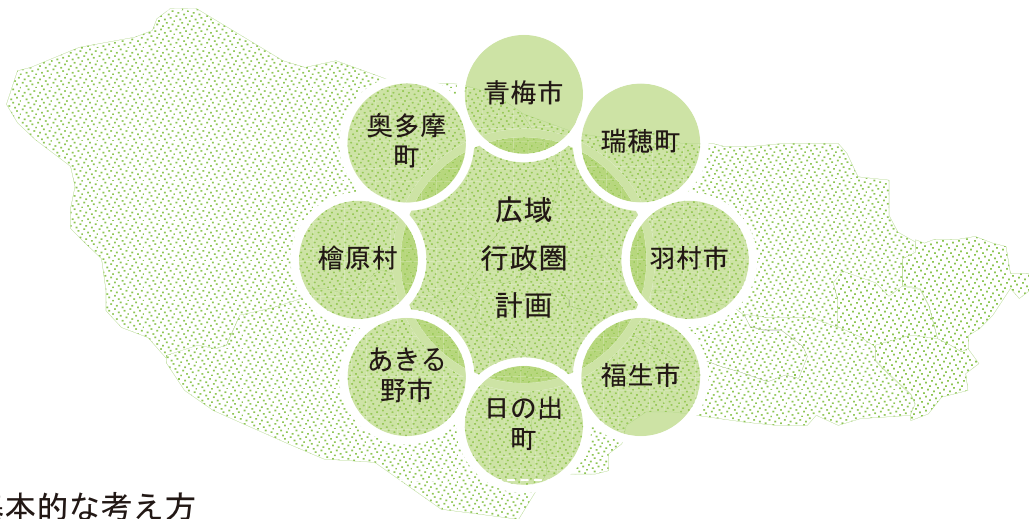 青梅市
奥多摩
町
瑞穂町
広域
行政圏
計画
檜原村
羽村市
あきる
野市
福生市
日の出
町
本的な考え方